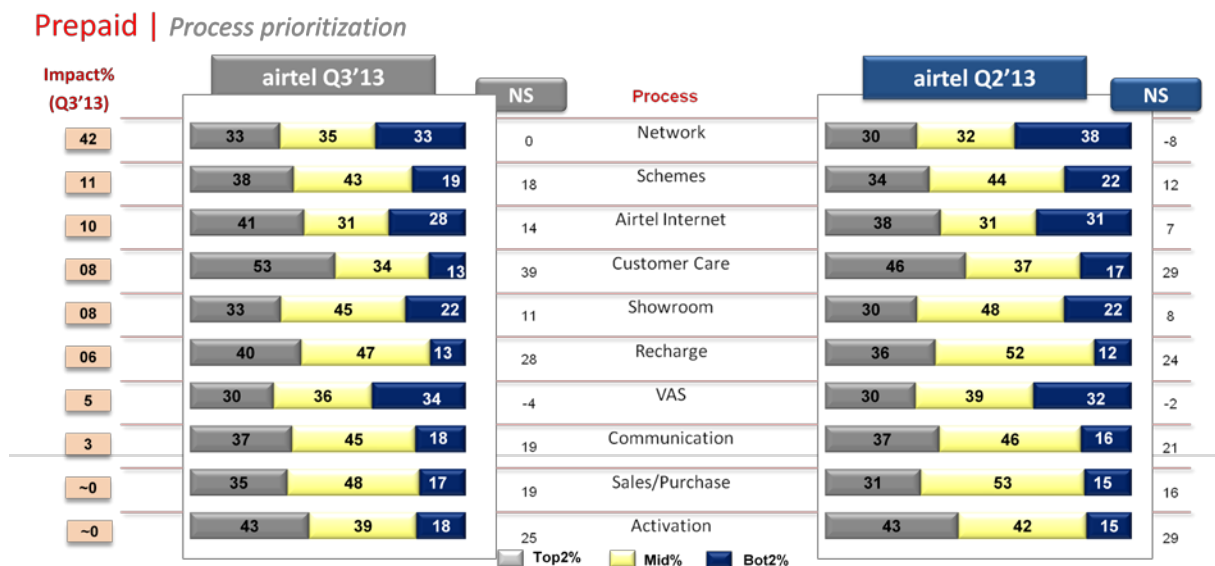 Prepaid | Process prioritization
Impact% (Q3'13)
airtel Q3'13
NS
Process
airtel Q2'13
NS
42 33 35 33 0 Network 30 32 38 -8
11 38 43 19 18 Schemes 34 44 22 12
10 41 31 28 14 Airtel Internet 38 31 31 7
08 53 34 13 39 Customer Care 46 37 17 29
08 33 45 22 11 Showroom 30 48 22 8
06 40 47 13 28 Recharge 36 52 12 24
5 30 36 34 -4 VAS 30 39 32 -2
3 37 45 18 19 Communication 37 46 16 21
~0 35 48 17 19 Sales/Purchase 31 53 15 16
~0 43 39 18 25 Activation 43 42 15 29
Top2% Mid% Bot2%